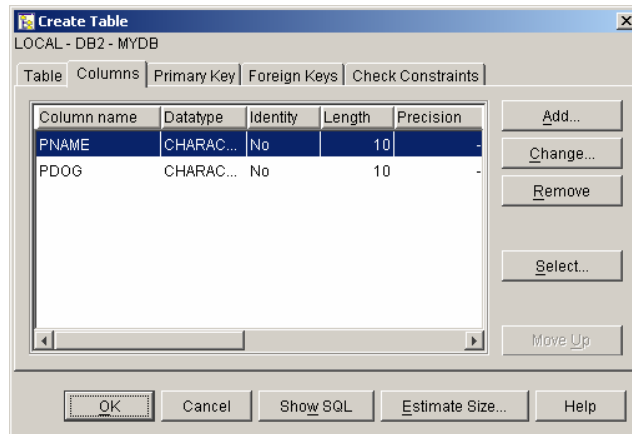 Create Table
LOCAL - DB2 - MYDB
Table Columns Primary Key Foreign Keys Check Constraints
Column name Datatype Identity Length Precision
PNAME CHARAC... No 10 -
PDOG CHARAC... No 10 -
Add...
Change...
Remove
Select...
Move Up
OK Cancel Show SQL Estimate Size... Help